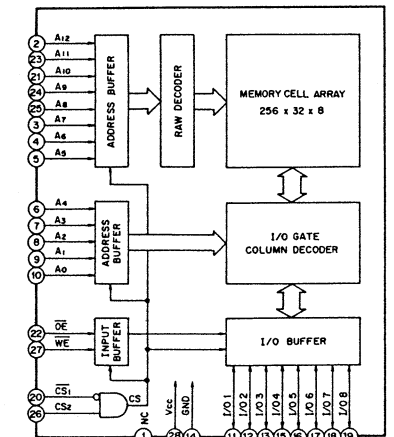 2 A12
23 A11
21 A10
24 A9
25 A8
3 A7
4 A6
5 A5
ADDRESS BUFFER
RAW DECODER
MEMORY CELL ARRAY
256 x 32 x 8
6 A4
7 A3
8 A2
9 A1
10 A0
ADDRESS
BUFFER
I/O GATE
COLUMN DECODER
22 OE
27 WE
INPUT
BUFFER
I/O BUFFER
20 CS1
26 CS2
CS
NC
Vcc
GND
I/O 1
I/O 2
I/O 3
I/O 4
I/O 5
I/O 6
I/O 7
I/O 8
1 28 14 11 12 13 15 16 17 18 19